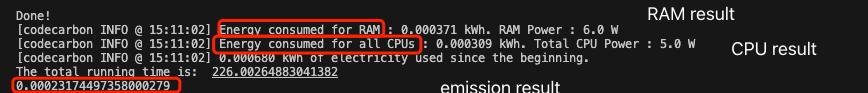 Done!
RAM result
[codecarbon INFO @ 15:11:02] Energy consumed for RAM : 0.000371 kWh. RAM Power : 6.0 W
[codecarbon INFO @ 15:11:02] Energy consumed for all CPUs : 0.000309 kWh. Total CPU Power : 5.0 W
CPU result
[codecarbon INFO @ 15:11:02] 0.000680 kWh of electricity used since the beginning.
The total running time is: 226.00264883041382
0.00023174497358000279
emission result